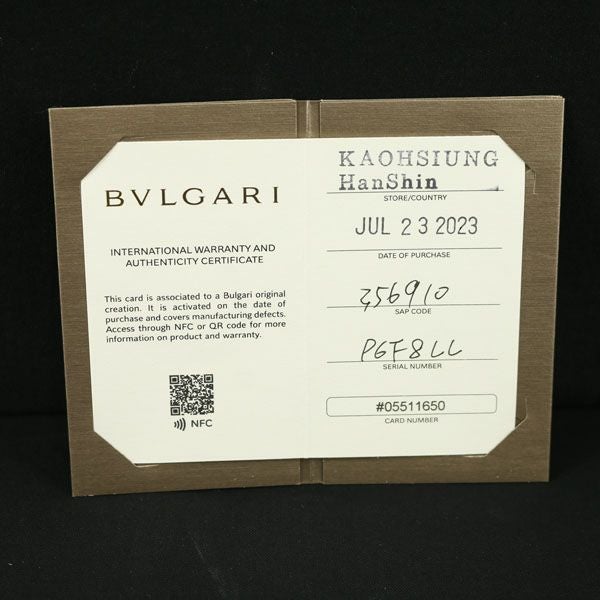 BVLGARI
INTERNATIONAL WARRANTY AND
AUTHENTICITY CERTIFICATE
This card is associated to a Bulgari original
creation. It is activated on the date of
purchase and covers manufacturing defects.
Access through NFC or QR code for more
information on product and warranty.
NFC
KAOHSIUNG
HanShin
STORE/COUNTRY
JUL 23 2023
DATE OF PURCHASE
356910
SAP CODE
P6F8LL
SERIAL NUMBER
#05511650
CARD NUMBER